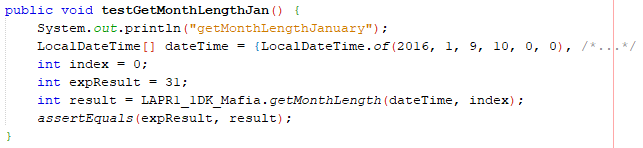 public void testGetMonthLengthJan() {
System.out.println("getMonthLengthJanuary");
LocalDateTime[] dateTime = {LocalDateTime.of(2016, 1, 9, 10, 0, 0), /*...*/
int index = 0;
int expResult = 31;
int result = LAPR1_1DK_Mafia.getMonthLength(dateTime, index);
assertEquals(expResult, result);
}